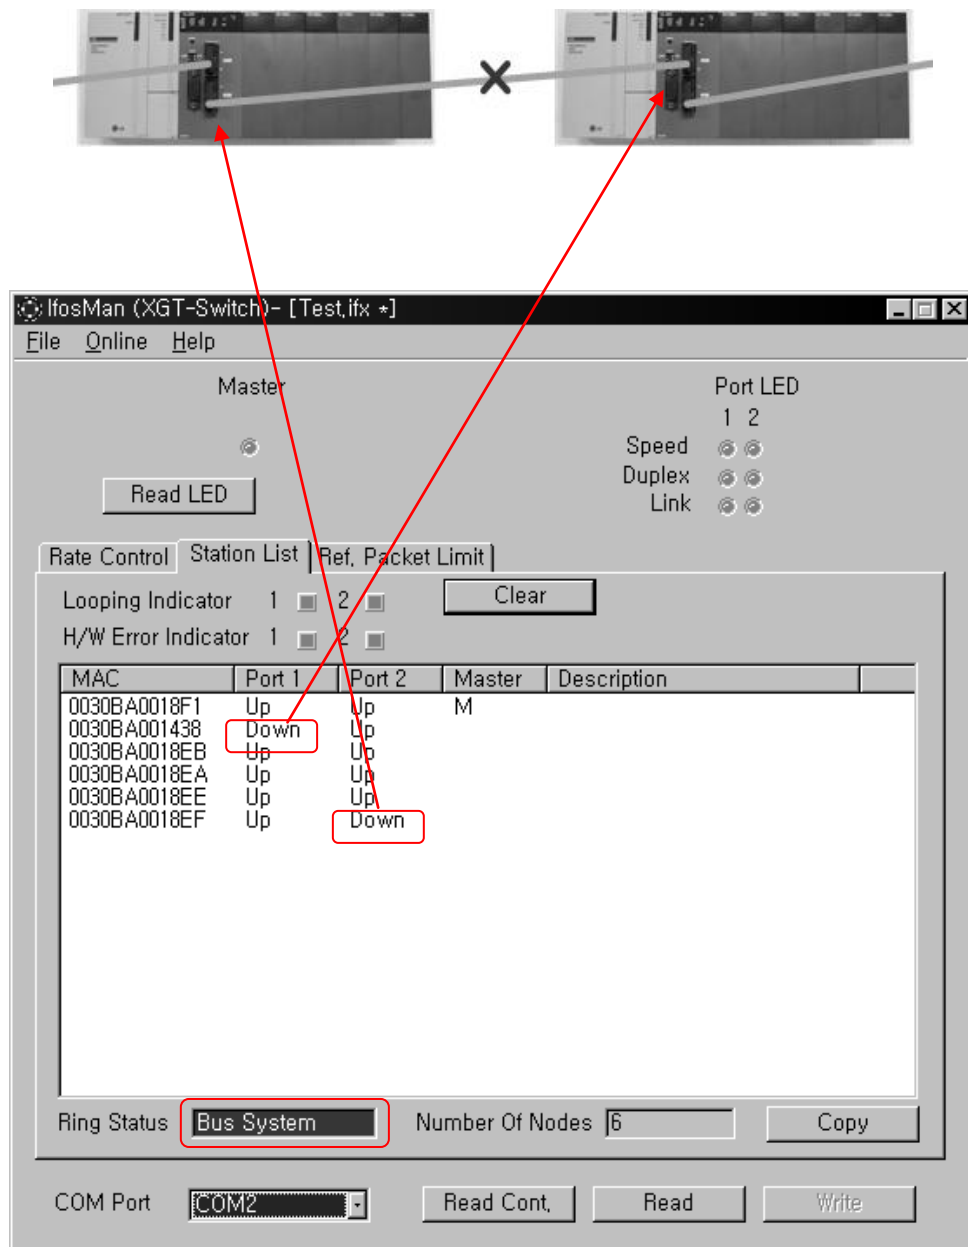 IfosMan (XGT-Switch)- [Test.ifx *]
File Online Help
Master
Port LED
1 2
Speed
Duplex
Link
Read LED
Rate Control Station List Ref, Packet Limit
Looping Indicator 1 2
Clear
H/W Error Indicator 1 2
MAC Port 1 Port 2 Master Description
0030BA0018F1 Up Up M
0030BA001438 Down Up
0030BA0018EB Up Up
0030BA0018EA Up Up
0030BA0018EE Up Up
0030BA0018EF Up Down
Ring Status Bus System Number Of Nodes 6 Copy
COM Port COM2 Read Cont, Read Write